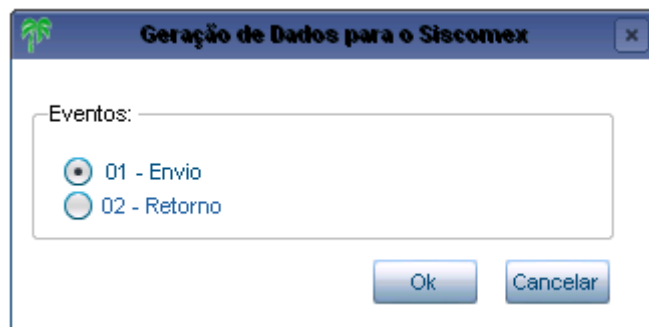 Geração de Dados para o Siscomex
Eventos:
01 - Envio
02 - Retorno
Ok Cancelar